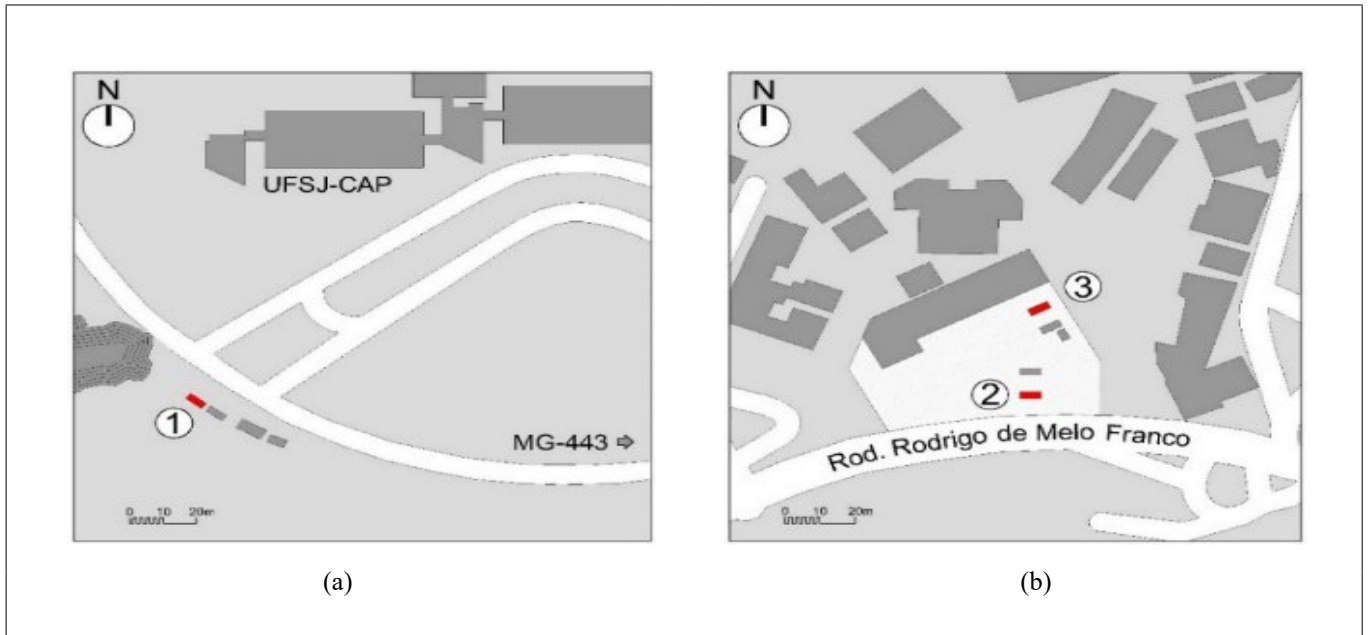 N
UFSJ-CAP
1
MG-443
0 10 20m
(a)
N
3
2
Rod. Rodrigo de Melo Franco
0 10 20m
(b)